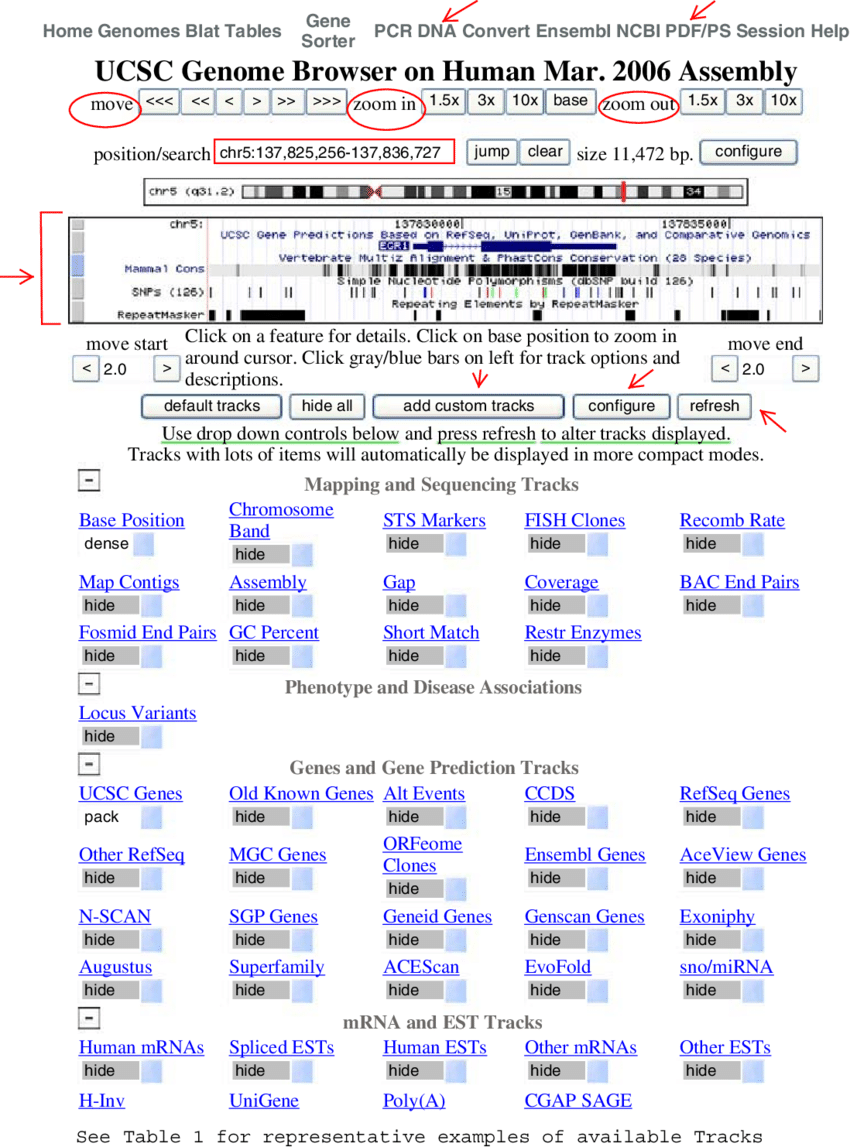 Home Genomes Blat Tables Gene Sorter PCR DNA Convert Ensembl NCBI PDF/PS Session Help
UCSC Genome Browser on Human Mar. 2006 Assembly
move <<< << < > >> >>> zoom in 1.5x 3x 10x base zoom out 1.5x 3x 10x
position/search chr5:137,825,256-137,836,727 jump clear size 11,472 bp. configure
chr5 (q31.2) 15 34
chr5: 137830000| 137835000|
UCSC Gene Predictions Based on RefSeq, UniProt, GenBank, and Comparative Genomics
EGR1
Vertebrate Multiz Alignment & PhastCons Conservation (28 Species)
Mammal Cons
Simple Nucleotide Polymorphisms (dbSNP build 126)
SNPs (126)
Repeating Elements by RepeatMasker
RepeatMasker
move start Click on a feature for details. Click on base position to zoom in move end
< 2.0 > around cursor. Click gray/blue bars on left for track options and < 2.0 >
descriptions.
default tracks hide all add custom tracks configure refresh
Use drop down controls below and press refresh to alter tracks displayed.
Tracks with lots of items will automatically be displayed in more compact modes.
- Mapping and Sequencing Tracks
Base Position Chromosome Band STS Markers FISH Clones Recomb Rate
dense hide hide hide hide
Map Contigs Assembly Gap Coverage BAC End Pairs
hide hide hide hide hide
Fosmid End Pairs GC Percent Short Match Restr Enzymes
hide hide hide hide
- Phenotype and Disease Associations
Locus Variants
hide
- Genes and Gene Prediction Tracks
UCSC Genes Old Known Genes Alt Events CCDS RefSeq Genes
pack hide hide hide hide
Other RefSeq MGC Genes ORFeome Clones Ensembl Genes AceView Genes
hide hide hide hide hide
N-SCAN SGP Genes Geneid Genes Genscan Genes Exoniphy
hide hide hide hide hide
Augustus Superfamily ACEScan EvoFold sno/miRNA
hide hide hide hide hide
- mRNA and EST Tracks
Human mRNAs Spliced ESTs Human ESTs Other mRNAs Other ESTs
hide hide hide hide hide
H-Inv UniGene Poly(A) CGAP SAGE
See Table 1 for representative examples of available Tracks